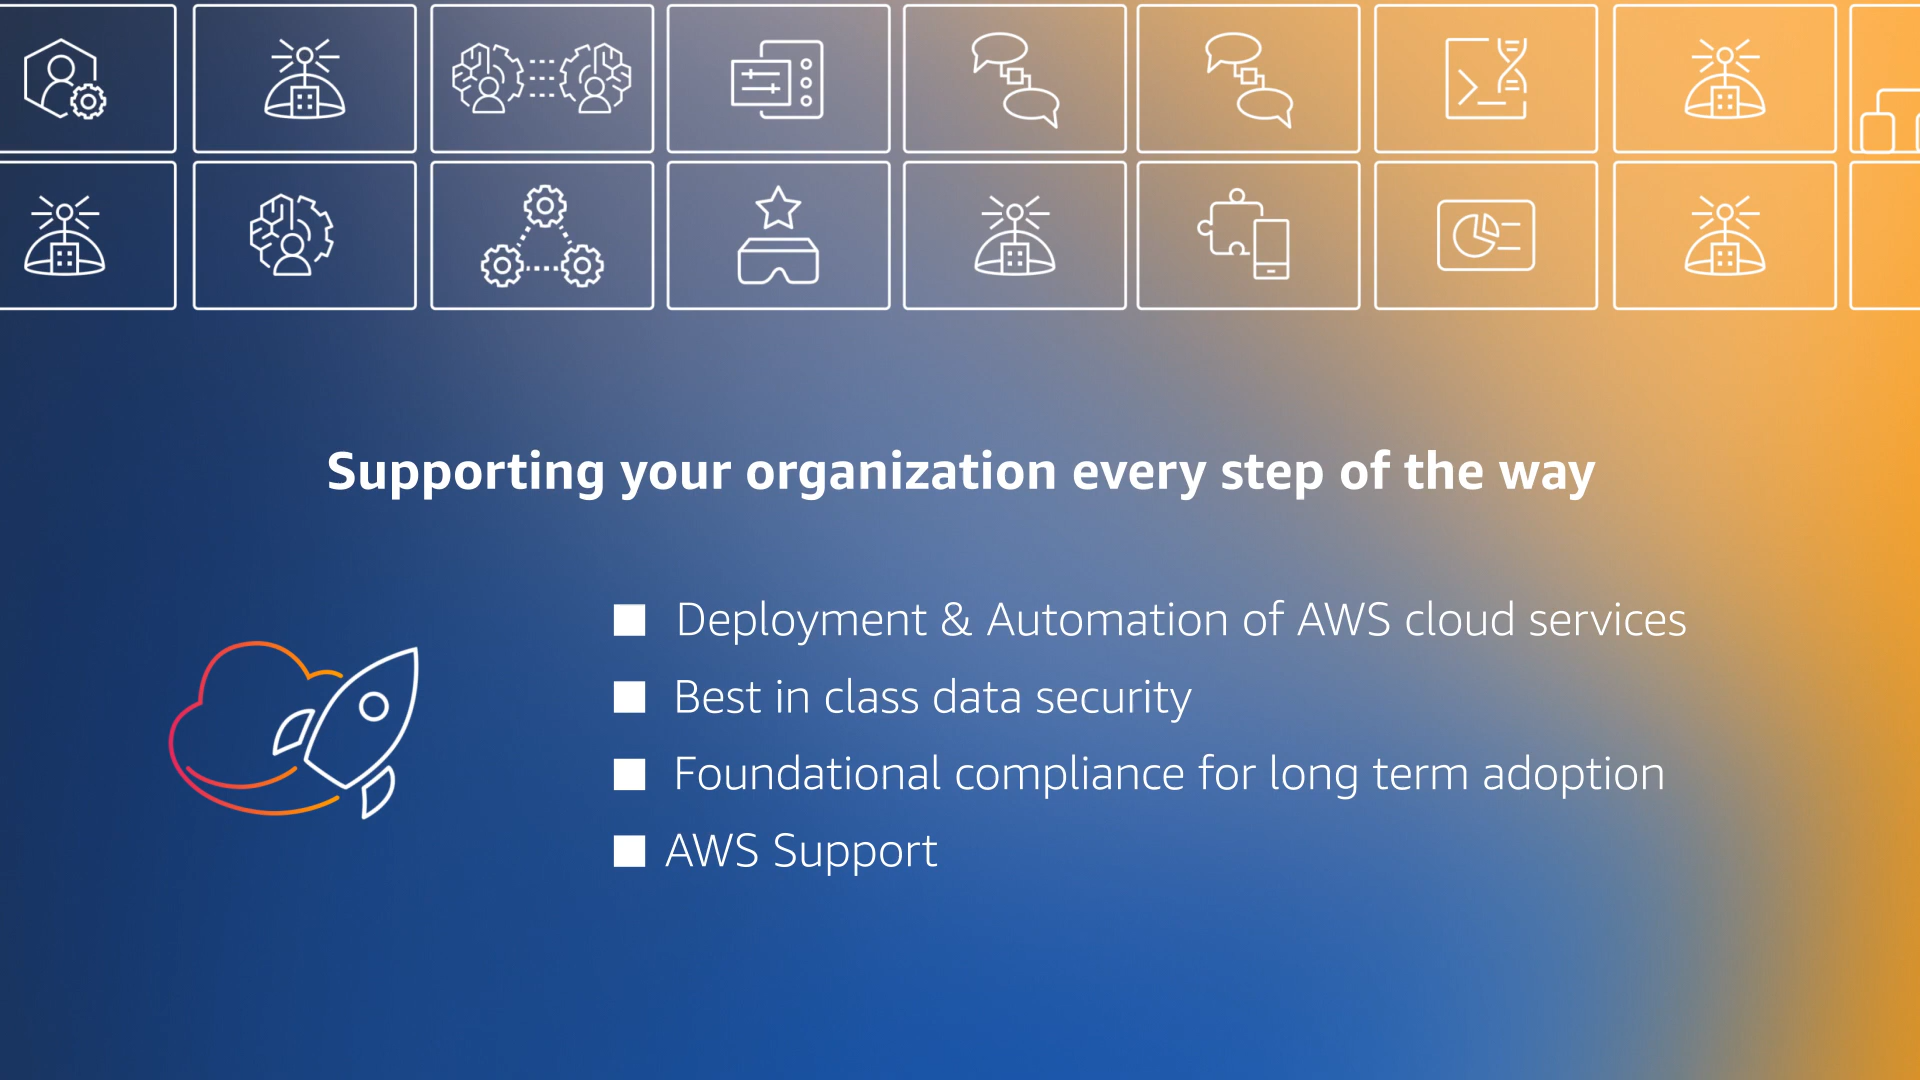 Supporting your organization every step of the way
■ Deployment & Automation of AWS cloud services
■ Best in class data security
■ Foundational compliance for long term adoption
■ AWS Support